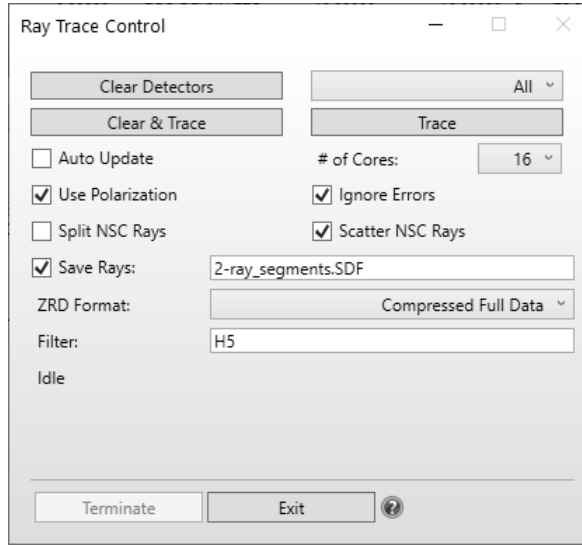 Ray Trace Control
Clear Detectors All
Clear & Trace Trace
Auto Update # of Cores: 16
Use Polarization Ignore Errors
Split NSC Rays Scatter NSC Rays
Save Rays: 2-ray_segments.SDF
ZRD Format: Compressed Full Data
Filter: H5
Idle
Terminate Exit